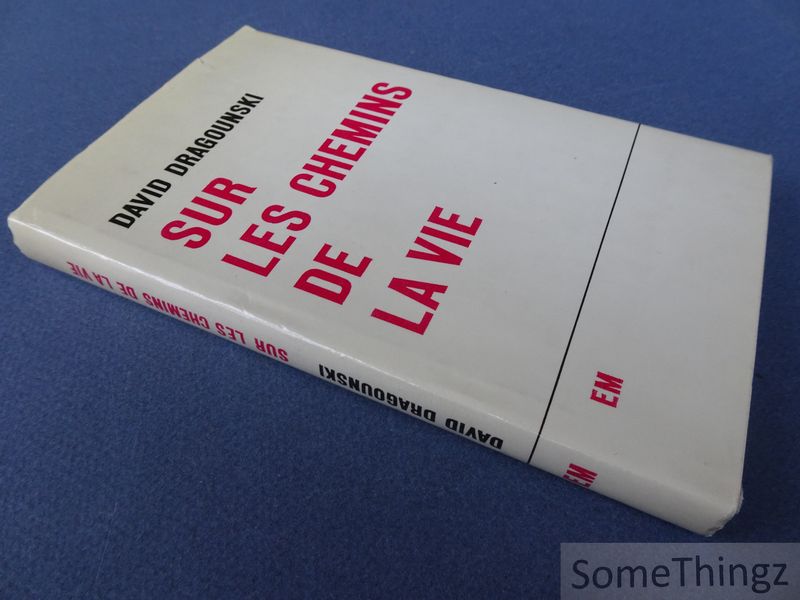 DAVID DRAGOUNSKI
SUR
LES CHEMINS
DE
LA VIE
EM
DAVID DRAGOUNSKI SUR LES CHEMINS DE LA VIE
EM
SomeThingz